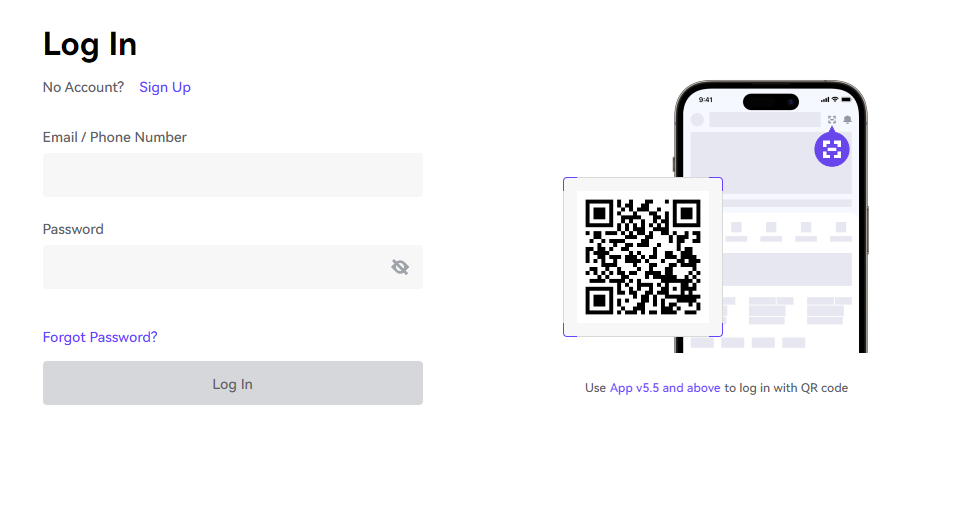 Log In
No Account? Sign Up
Email / Phone Number
Password
Forgot Password?
Log In
9:41
Use App v5.5 and above to log in with QR code